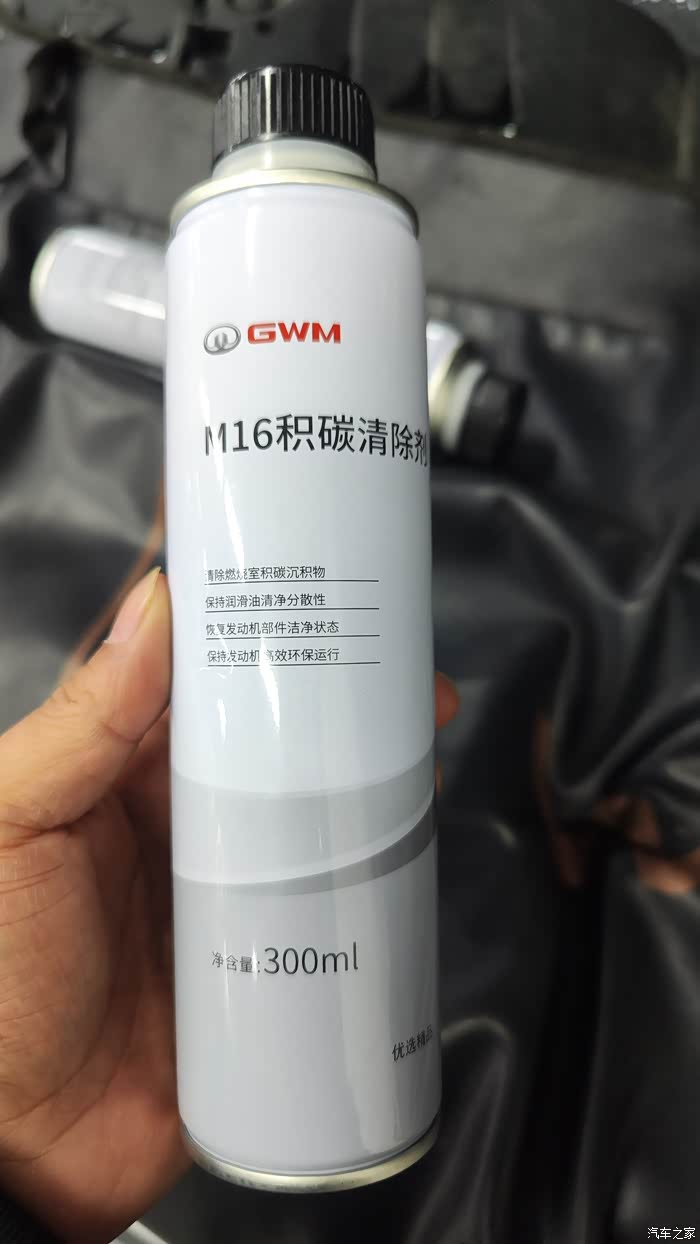 GWM
M16积碳清除剂
清除燃烧室积碳沉积物
保持润滑油清净分散性
恢复发动机部件洁净状态
保持发动机高效环保运行
净含量:300ml
优选精品
汽车之家